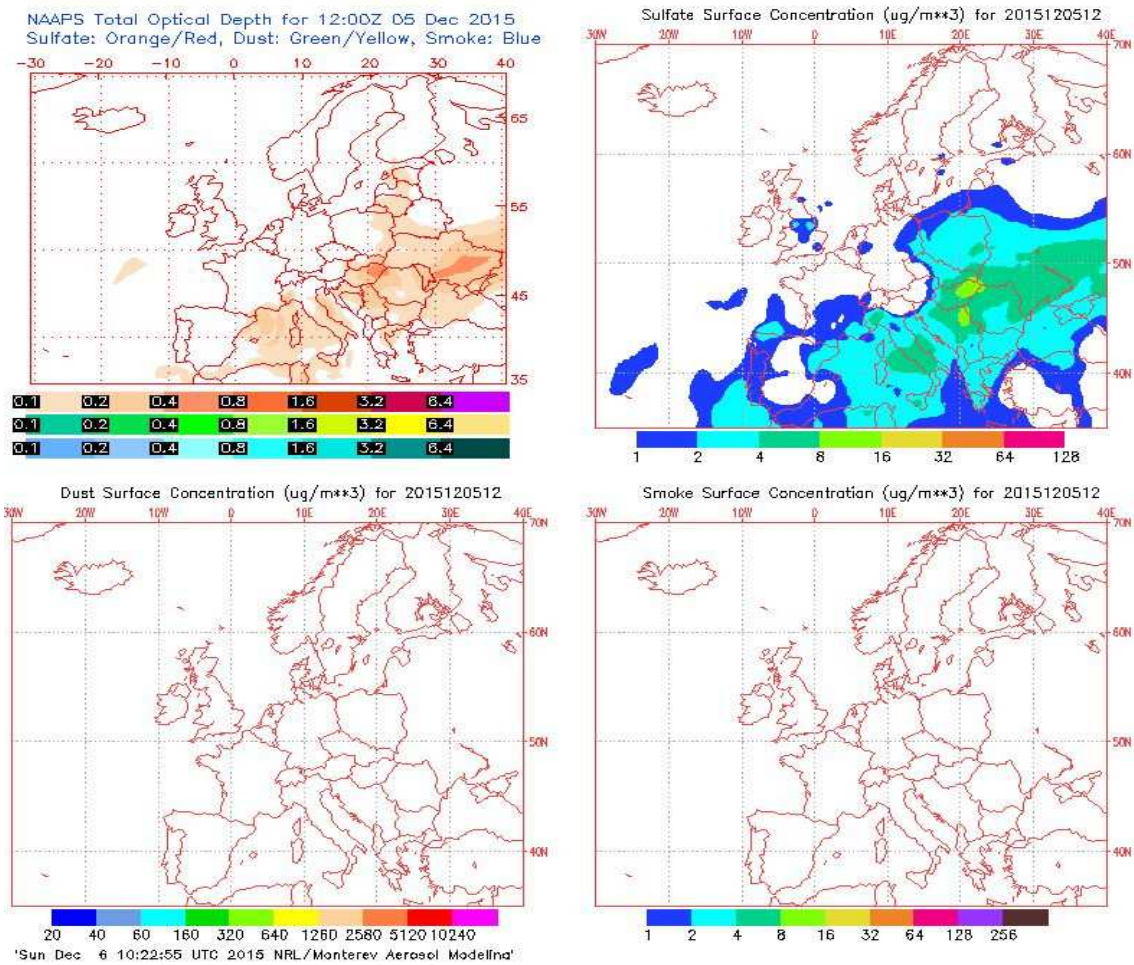 NAAPS Total Optical Depth for 12:00Z 05 Dec 2015
Sulfate: Orange/Red, Dust: Green/Yellow, Smoke: Blue
-30 -20 -10 0 10 20 30 40
65
55
45
35
0.1 0.2 0.4 0.8 1.6 3.2 6.4
0.1 0.2 0.4 0.8 1.6 3.2 6.4
0.1 0.2 0.4 0.8 1.6 3.2 6.4
Sulfate Surface Concentration (ug/m**3) for 2015120512
30W 20W 10W 0 10E 20E 30E 40E
70N
60N
50N
40N
1 2 4 8 16 32 64 128
Dust Surface Concentration (ug/m**3) for 2015120512
30W 20W 10W 0 10E 20E 30E 40E
70N
60N
50N
40N
20 40 60 160 320 640 1260 2580 5120 10240
'Sun Dec 6 10:22:55 UTC 2015 NRL/Monterey Aerosol Modeling'
Smoke Surface Concentration (ug/m**3) for 2015120512
30W 20W 10W 0 10E 20E 30E 40E
70N
60N
50N
40N
1 2 4 8 16 32 64 128 256